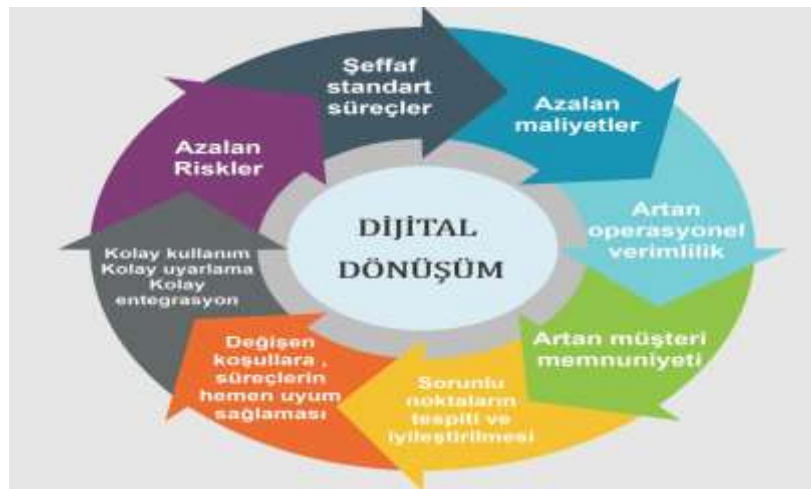 Şeffaf
standart
süreçler
Azalan
maliyetler
Artan
operasyonel
verimlilik
Artan müşteri
memnuniyeti
Sorunlu
noktaların
tespiti ve
iyileştirilmesi
Değişen
koşullara ,
süreçlerin
hemen uyum
sağlaması
Kolay kullanım
Kolay uyarlama
Kolay
entegrasyon
Azalan
Riskler
DİJİTAL
DÖNÜŞÜM